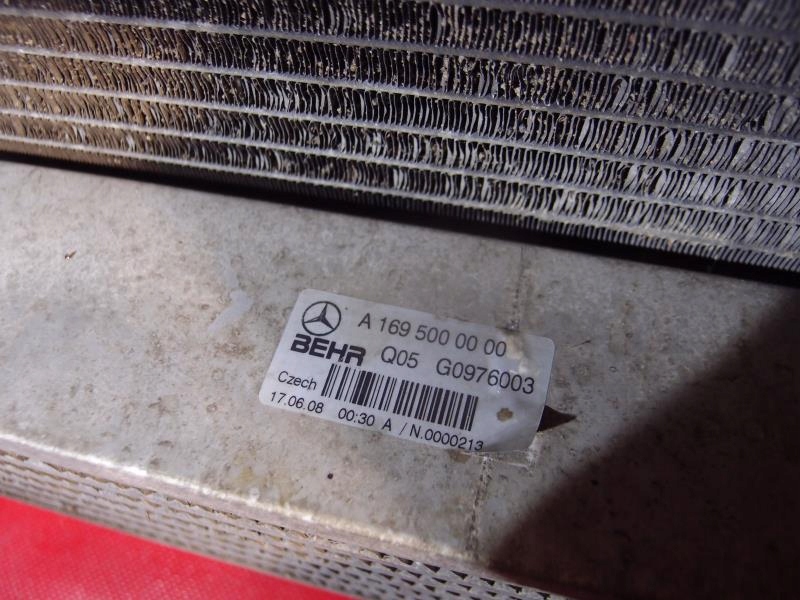 A 169 500 00 00
BEHR Q05 G0976003
Czech
17.06.08 00:30 A / N.0000213